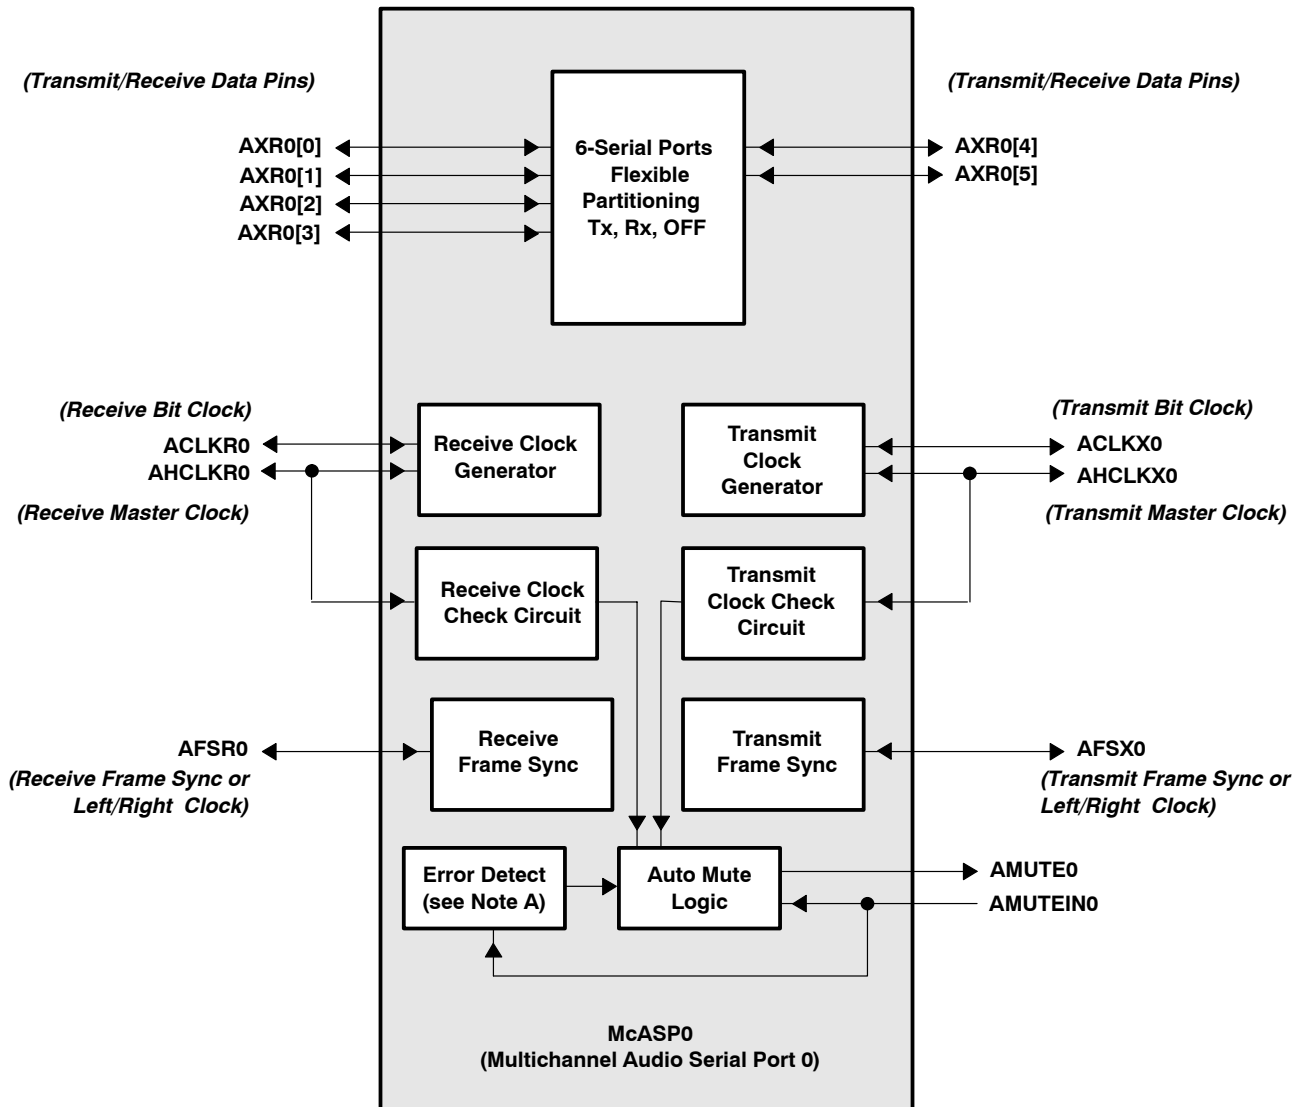 (Transmit/Receive Data Pins)
(Transmit/Receive Data Pins)
AXR0[0]
AXR0[1]
AXR0[2]
AXR0[3]
6-Serial Ports
Flexible
Partitioning
Tx, Rx, OFF
AXR0[4]
AXR0[5]
(Receive Bit Clock)
ACLKR0
AHCLKR0
(Receive Master Clock)
Receive Clock
Generator
Transmit
Clock
Generator
(Transmit Bit Clock)
ACLKX0
AHCLKX0
(Transmit Master Clock)
Receive Clock
Check Circuit
Transmit
Clock Check
Circuit
AFSR0
(Receive Frame Sync or
Left/Right Clock)
Receive
Frame Sync
Transmit
Frame Sync
AFSX0
(Transmit Frame Sync or
Left/Right Clock)
Error Detect
(see Note A)
Auto Mute
Logic
AMUTE0
AMUTEIN0
McASP0
(Multichannel Audio Serial Port 0)